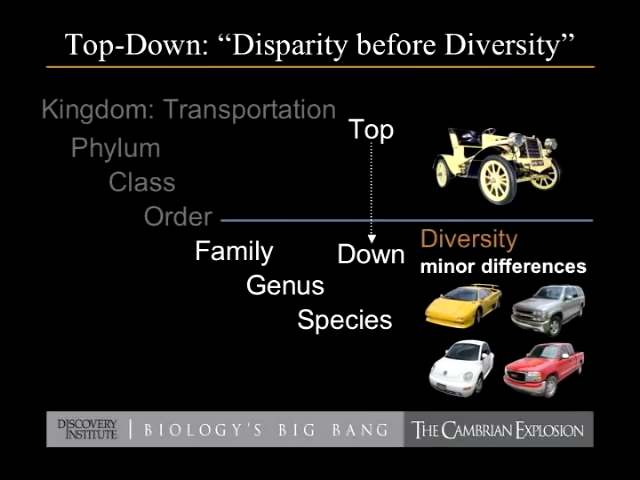 Top-Down: “Disparity before Diversity”
Kingdom: Transportation
Top
Phylum
Class
Order
Family
Down
Diversity
minor differences
Genus
Species
DISCOVERY
INSTITUTE
BIOLOGY'S BIG BANG
THE CAMBRIAN EXPLOSION